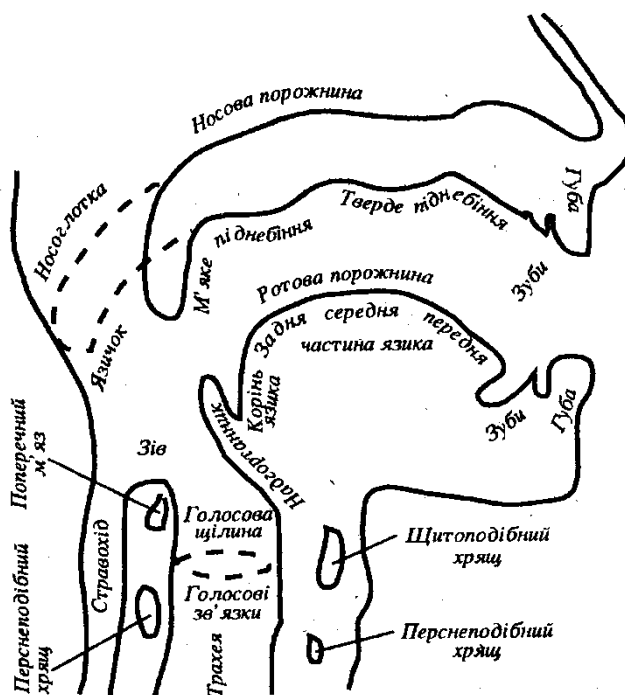 Носова порожнина
Губа
Носоглотка
Тверде піднебіння
М'яке піднебіння
Зуби
Язичок
Ротова порожнина
Задня середня передня
частина язика
Корінь
язика
Зуби
Губа
Надгортанник
Зів
Поперечний
м'яз
Голосова
щілина
Щитоподібний
хрящ
Стравохід
Голосові
зв'язки
Перснеподібний
хрящ
Трахея
Перснеподібний
хрящ